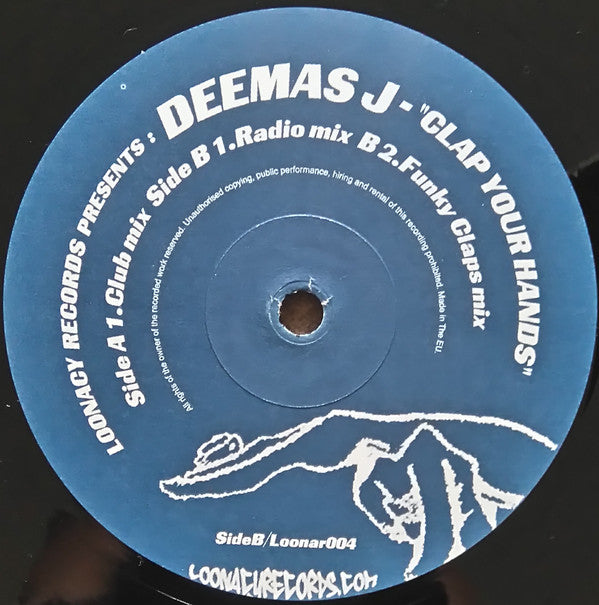 LOONACY RECORDS PRESENTS : DEEMAS J - "CLAP YOUR HANDS"
Side A 1.Club mix Side B 1.Radio mix B 2.Funky Claps mix
All rights of the owner of the recorded work reserved. Unauthorised copying, public performance, hiring and rental of this recording prohibited. Made in The EU.
SideB/Loonar004
LOONACYRECORDS.COM